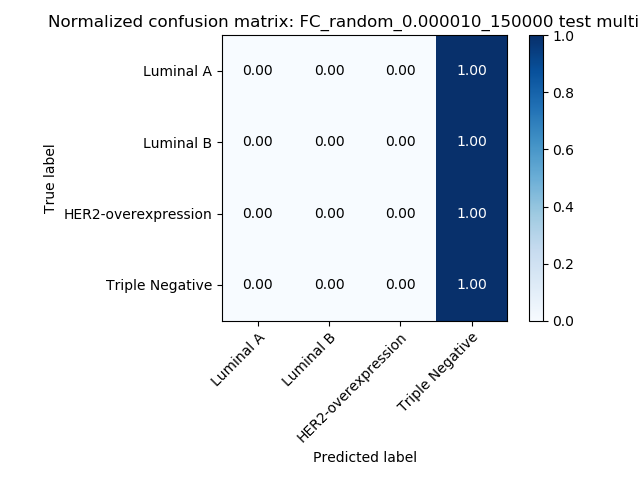 Normalized confusion matrix: FC_random_0.000010_150000 test multi
True label
Luminal A 0.00 0.00 0.00 1.00
Luminal B 0.00 0.00 0.00 1.00
HER2-overexpression 0.00 0.00 0.00 1.00
Triple Negative 0.00 0.00 0.00 1.00
Luminal A Luminal B HER2-overexpression Triple Negative
Predicted label
1.0
0.8
0.6
0.4
0.2
0.0